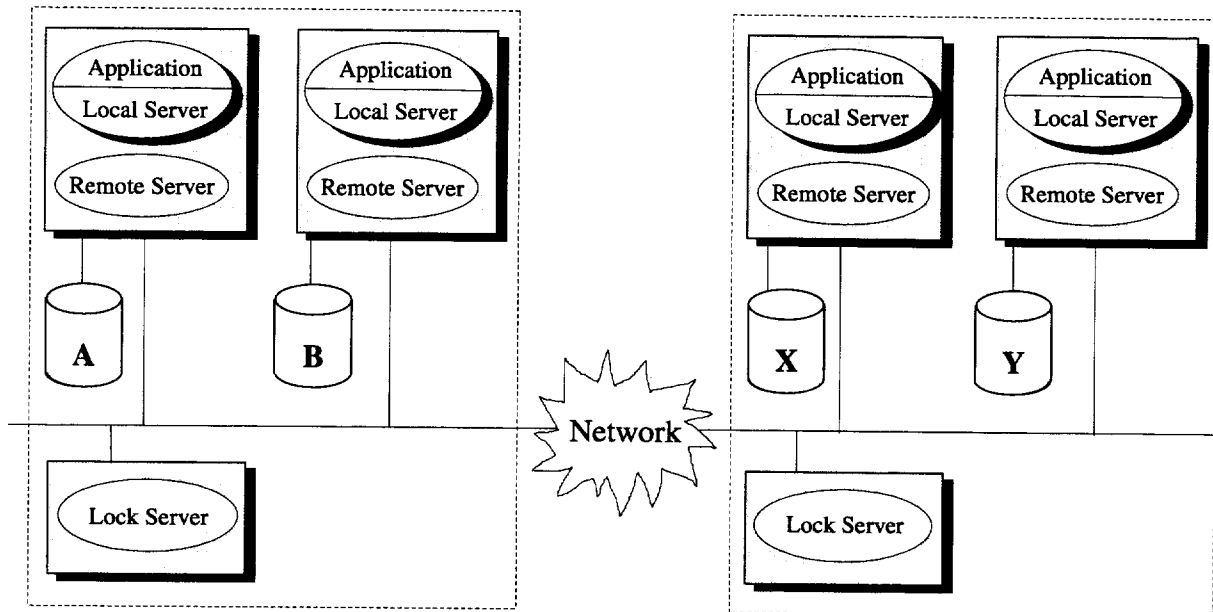 Application
Local Server
Remote Server
Application
Local Server
Remote Server
Application
Local Server
Remote Server
Application
Local Server
Remote Server
A
B
X
Y
Network
Lock Server
Lock Server